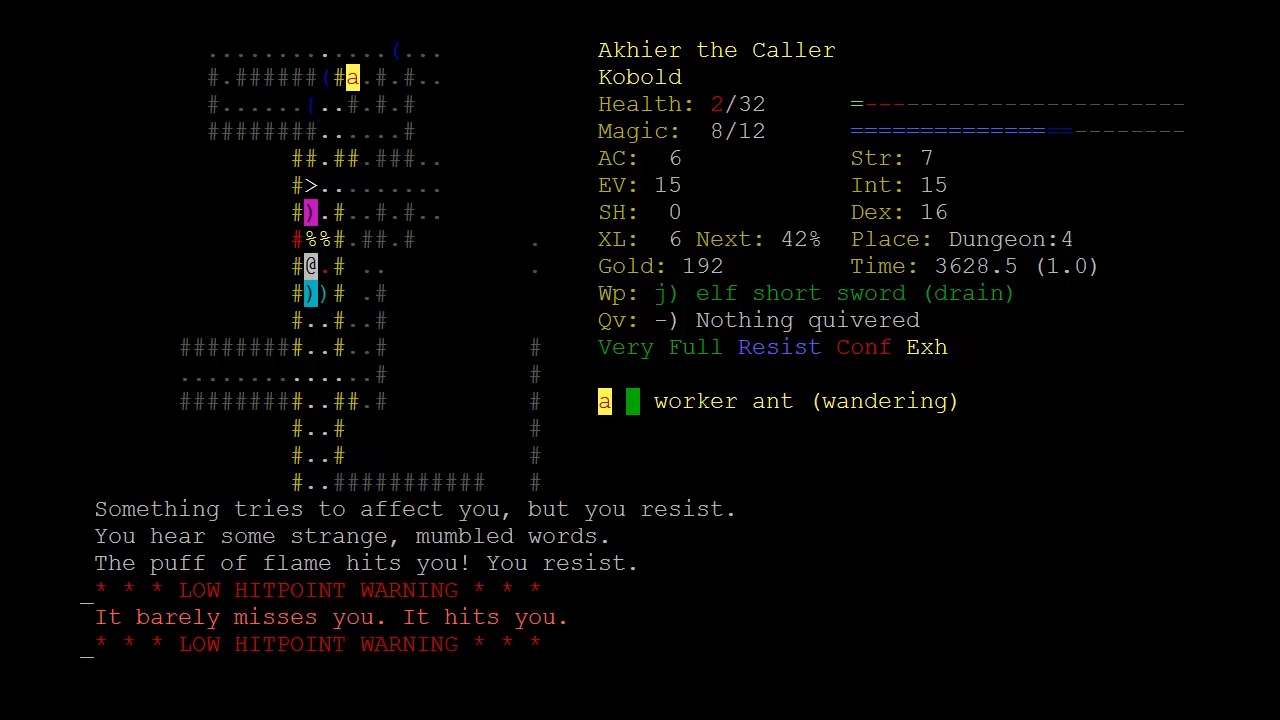 .............(...          Akhier the Caller
#.######(#a.#.#..          Kobold
#......(..#.#.#            Health: 2/32      =-----------------------
########......#            Magic:  8/12      ================--------
##.##.###..                AC:  6            Str: 7
#>.........                EV: 15            Int: 15
#).#..#.#..                SH:  0            Dex: 16
#%%#.##.#       .          XL:  6 Next: 42%  Place: Dungeon:4
#@.# ..         .          Gold: 192         Time: 3628.5 (1.0)
#))# .#                    Wp: j) elf short sword (drain)
#..#..#                    Qv: -) Nothing quivered
#########..#..#         #  Very Full Resist Conf Exh
..............#         #
#########..##.#         #  a   worker ant (wandering)
#..#             #
#..#             #
#..###########   #
Something tries to affect you, but you resist.
You hear some strange, mumbled words.
The puff of flame hits you! You resist.
_* * * LOW HITPOINT WARNING * * *
It barely misses you. It hits you.
_* * * LOW HITPOINT WARNING * * *